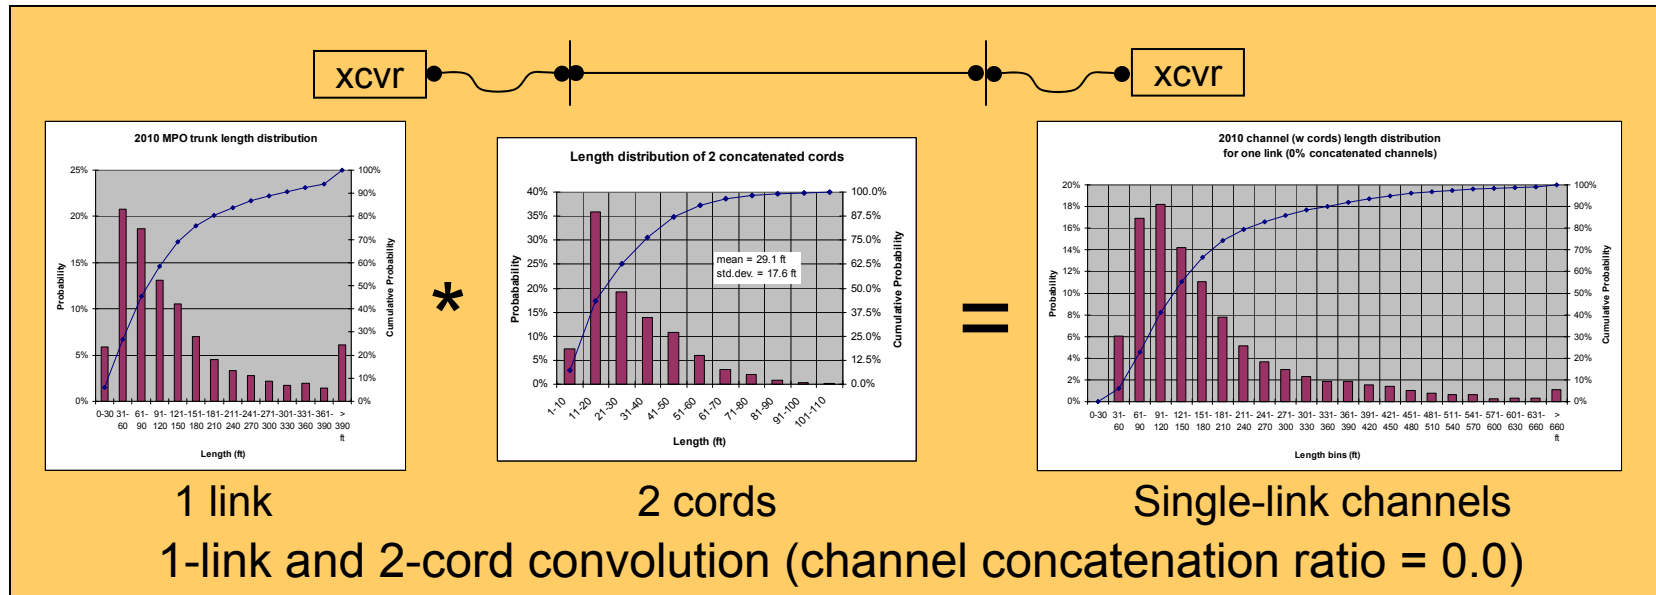 xcvr
xcvr
2010 MPO trunk length distribution
25%
20%
15%
10%
5%
0%
100%
90%
80%
70%
60%
50%
40%
30%
20%
10%
0%
Probability
Cumulative Probability
0-30 31- 61- 91- 121- 151- 181- 211- 241- 271- 301- 331- 361- >
60 90 120 150 180 210 240 270 300 330 360 390 390
ft
Length (ft)
*
Length distribution of 2 concatenated cords
40%
35%
30%
25%
20%
15%
10%
5%
0%
100.0%
87.5%
75.0%
62.5%
50.0%
37.5%
25.0%
12.5%
0.0%
Probabability
Cumulative Probability
mean = 29.1 ft
std.dev. = 17.6 ft
1-10 11-20 21-30 31-40 41-50 51-60 61-70 71-80 81-90 91-100 101-110
Length (ft)
=
2010 channel (w cords) length distribution
for one link (0% concatenated channels)
20%
18%
16%
14%
12%
10%
8%
6%
4%
2%
0%
100%
90%
80%
70%
60%
50%
40%
30%
20%
10%
0%
Probability
Cumulative Probability
0-30 31- 61- 91- 121- 151- 181- 211- 241- 271- 301- 331- 361- 391- 421- 451- 481- 511- 541- 571- 601- 631- >
60 90 120 150 180 210 240 270 300 330 360 390 420 450 480 510 540 570 600 630 660 660
ft
Length bins (ft)
1 link
2 cords
Single-link channels
1-link and 2-cord convolution (channel concatenation ratio = 0.0)